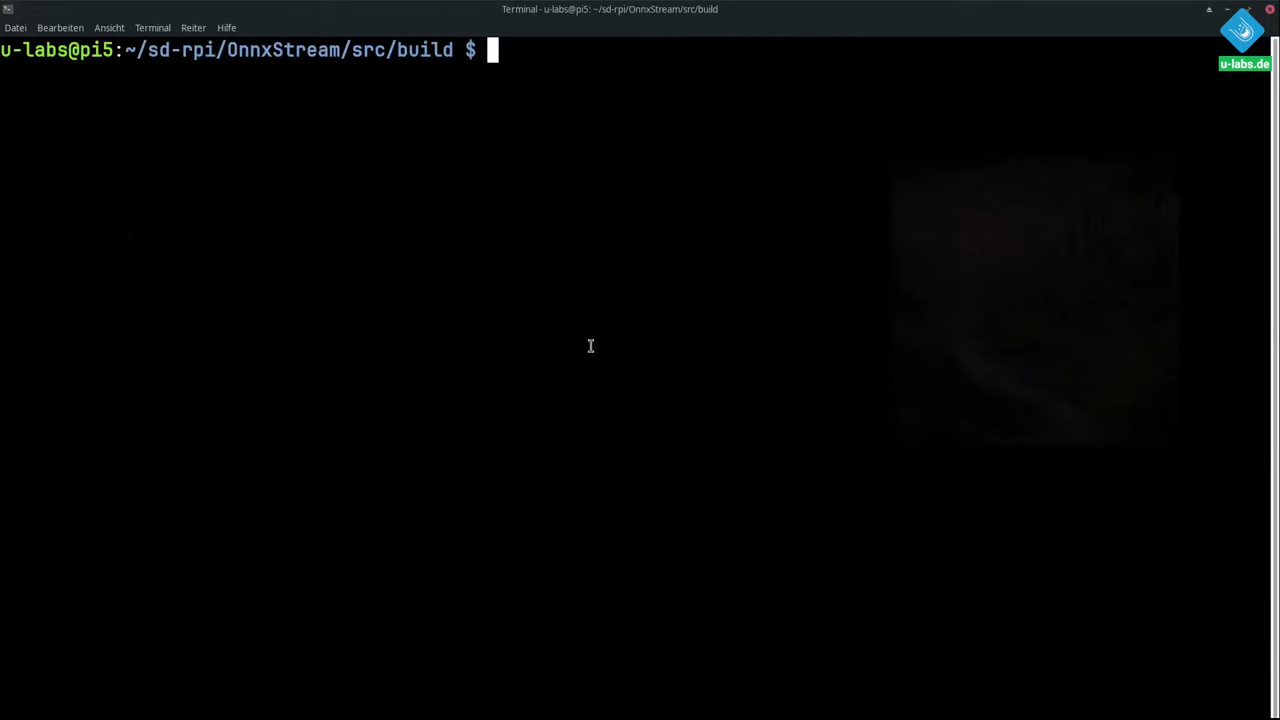 Terminal - u-labs@pi5: ~/sd-rpi/OnnxStream/src/build
Datei Bearbeiten Ansicht Terminal Reiter Hilfe
u-labs@pi5:~/sd-rpi/OnnxStream/src/build $
u-labs.de